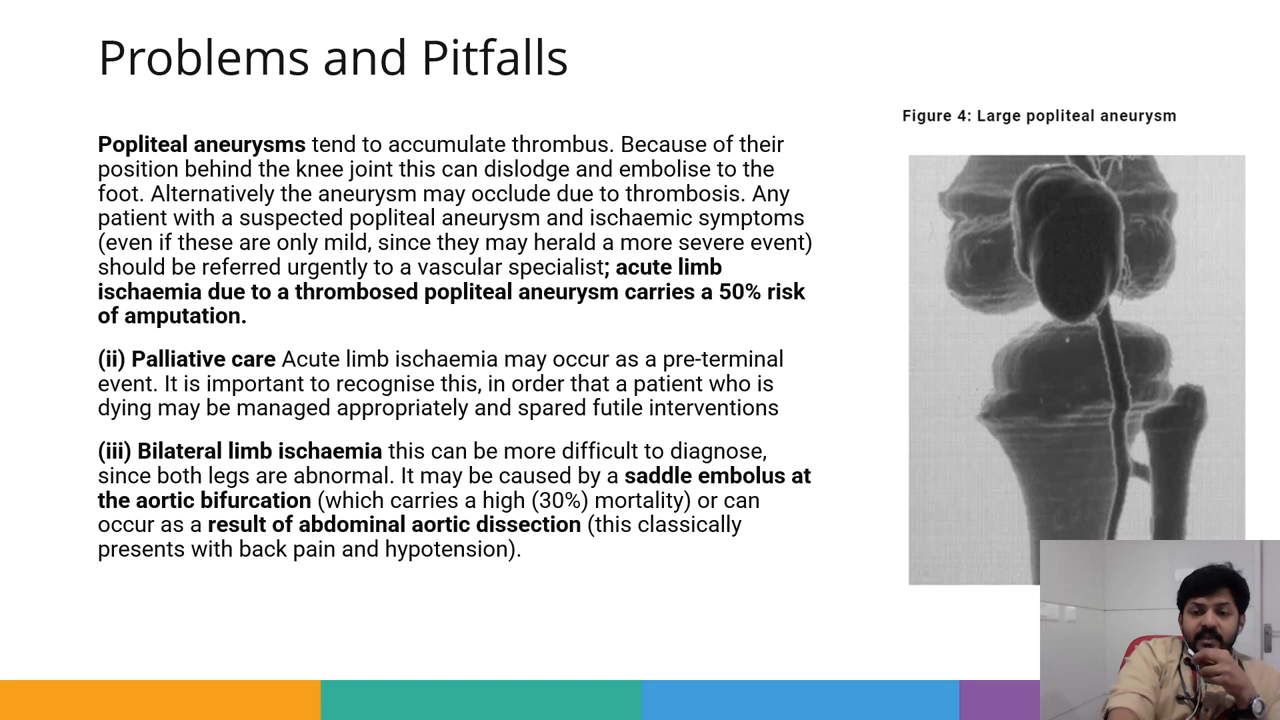 Problems and Pitfalls
Figure 4: Large popliteal aneurysm
Popliteal aneurysms tend to accumulate thrombus. Because of their
position behind the knee joint this can dislodge and embolise to the
foot. Alternatively the aneurysm may occlude due to thrombosis. Any
patient with a suspected popliteal aneurysm and ischaemic symptoms
(even if these are only mild, since they may herald a more severe event)
should be referred urgently to a vascular specialist; acute limb
ischaemia due to a thrombosed popliteal aneurysm carries a 50% risk
of amputation.
(ii) Palliative care Acute limb ischaemia may occur as a pre-terminal
event. It is important to recognise this, in order that a patient who is
dying may be managed appropriately and spared futile interventions
(iii) Bilateral limb ischaemia this can be more difficult to diagnose,
since both legs are abnormal. It may be caused by a saddle embolus at
the aortic bifurcation (which carries a high (30%) mortality) or can
occur as a result of abdominal aortic dissection (this classically
presents with back pain and hypotension).